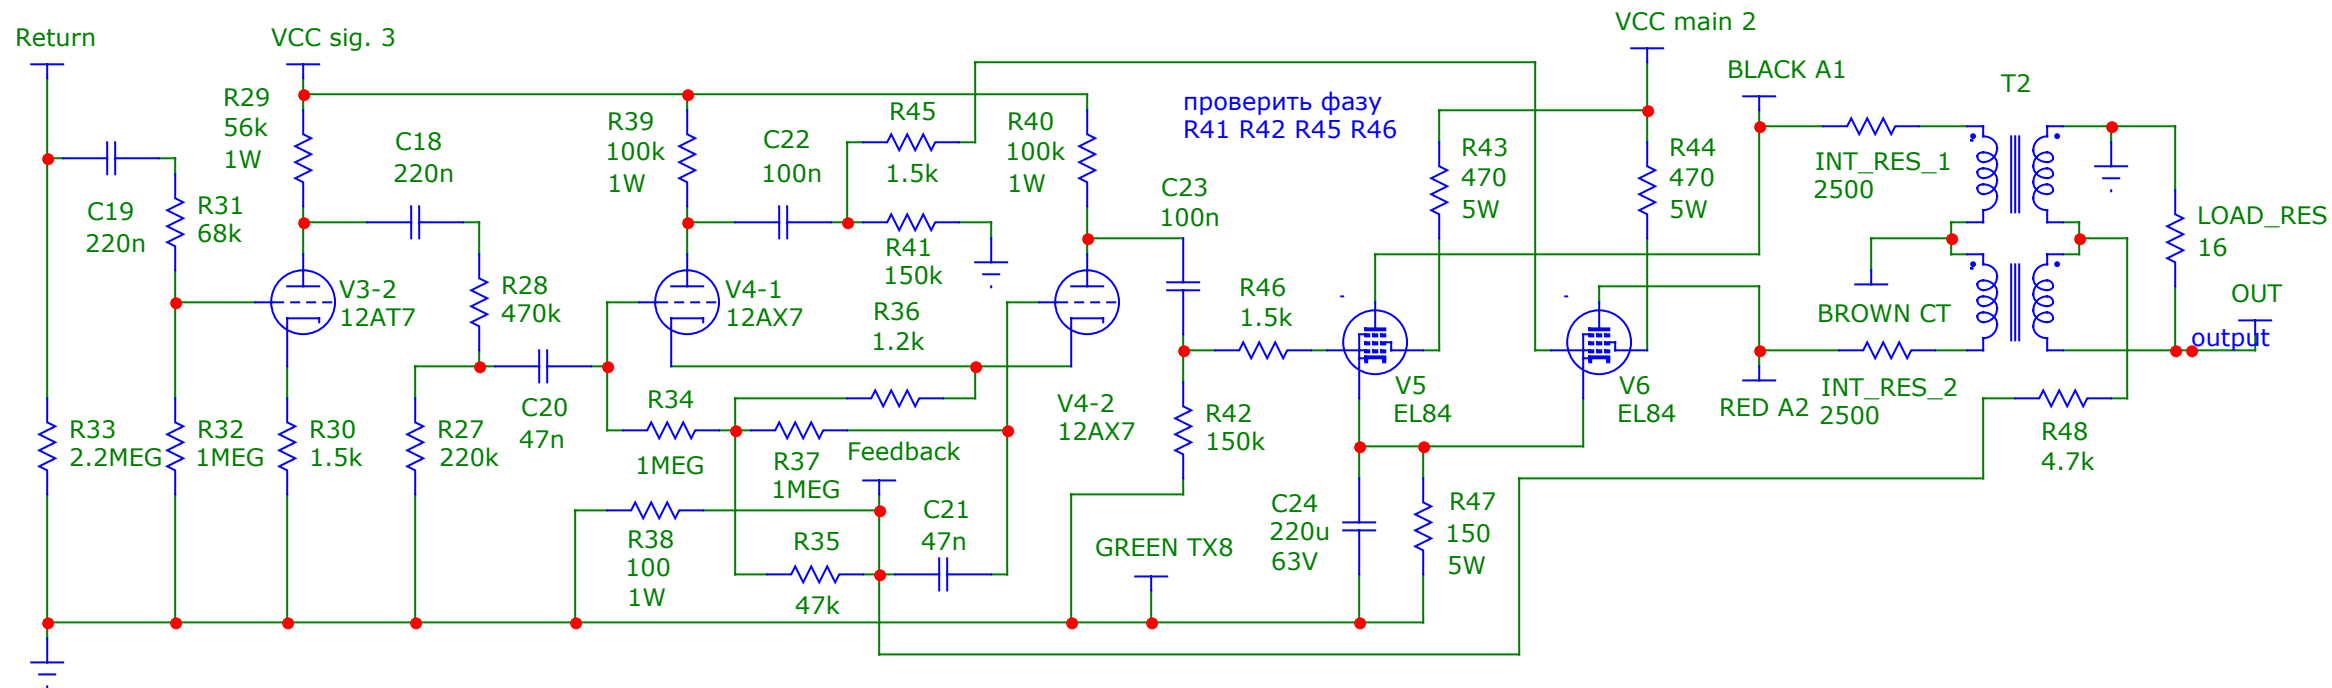 Return
VCC sig. 3
VCC main 2
BLACK A1
T2
R29
56k
1W
C18
220n
R39
100k
1W
C22
100n
R45
1.5k
R40
100k
1W
проверить фазу
R41 R42 R45 R46
R43
470
5W
R44
470
5W
INT_RES_1
2500
C19
220n
R31
68k
C23
100n
LOAD_RES
16
R41
150k
V3-2
12AT7
R28
470k
V4-1
12AX7
R36
1.2k
R46
1.5k
BROWN CT
OUT
output
V5
EL84
V6
EL84
RED A2
INT_RES_2
2500
C20
47n
R34
1MEG
V4-2
12AX7
R42
150k
R33
2.2MEG
R32
1MEG
R30
1.5k
R27
220k
R37
1MEG
Feedback
R48
4.7k
R38
100
1W
R35
47k
C21
47n
GREEN TX8
C24
220u
63V
R47
150
5W